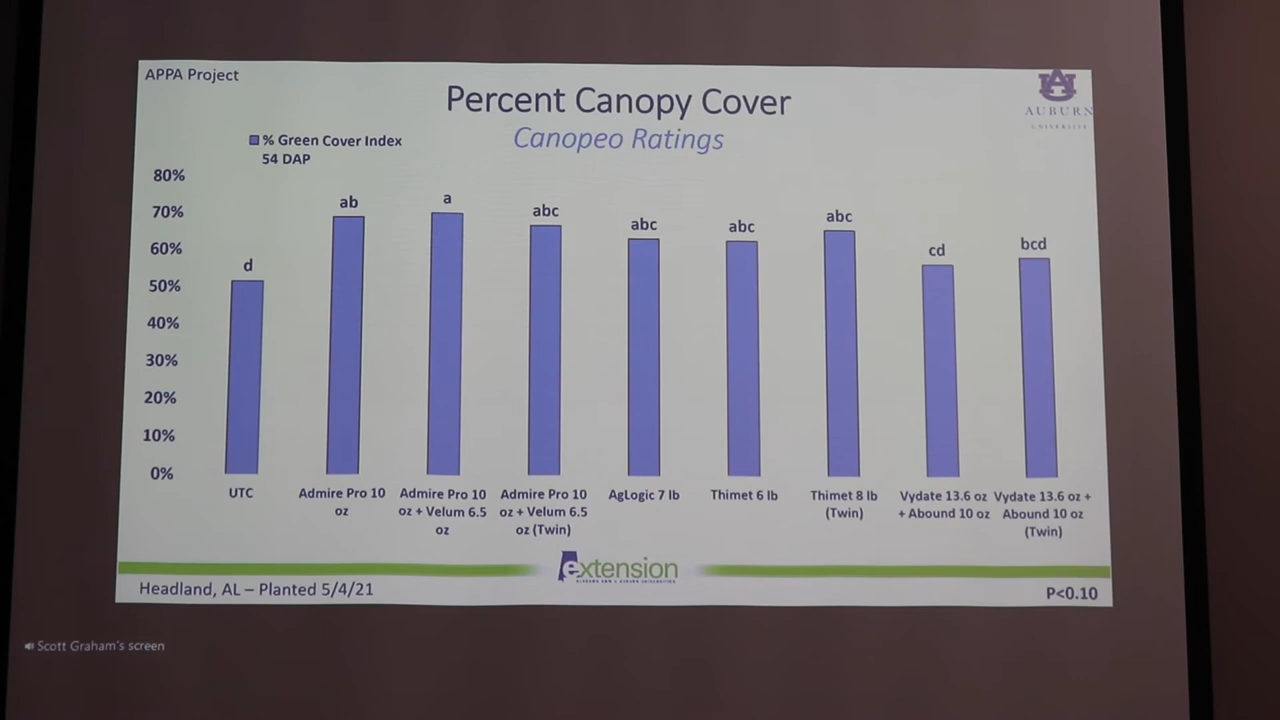 APPA Project
Percent Canopy Cover
Canopeo Ratings
AUBURN
UNIVERSITY
% Green Cover Index
54 DAP
80%
70%
60%
50%
40%
30%
20%
10%
0%
d
ab
a
abc
abc
abc
abc
cd
bcd
UTC
Admire Pro 10
oz
Admire Pro 10
oz + Velum 6.5
oz
Admire Pro 10
oz + Velum 6.5
oz (Twin)
AgLogic 7 lb
Thimet 6 lb
Thimet 8 lb
(Twin)
Vydate 13.6 oz
+ Abound 10 oz
Vydate 13.6 oz +
Abound 10 oz
(Twin)
extension
ALABAMA A&M & AUBURN UNIVERSITIES
Headland, AL – Planted 5/4/21
P<0.10
Scott Graham's screen